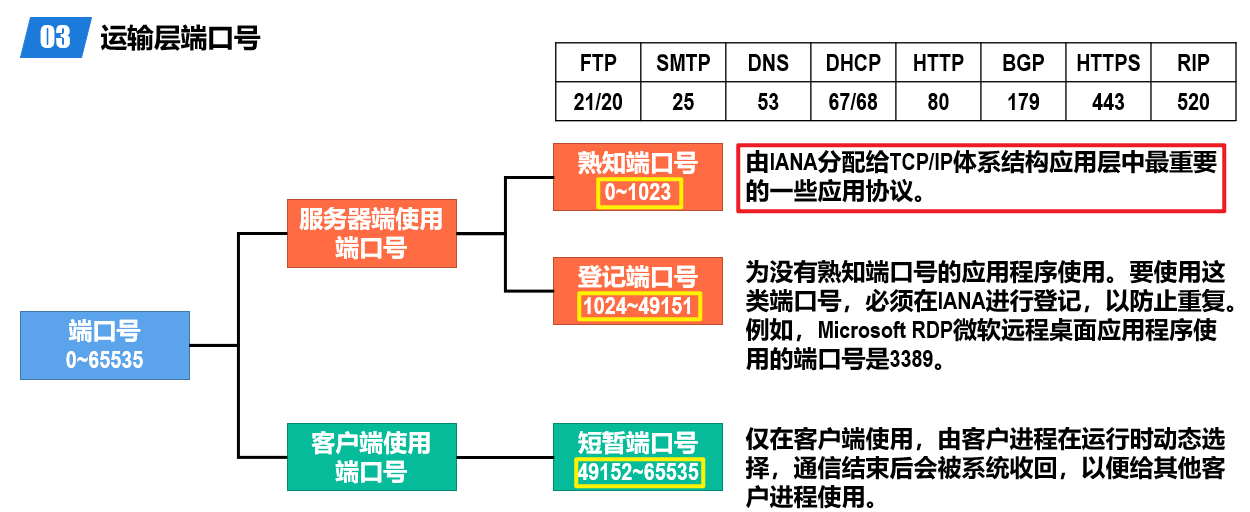 03 运输层端口号
FTP SMTP DNS DHCP HTTP BGP HTTPS RIP
21/20 25 53 67/68 80 179 443 520
熟知端口号
0~1023
由IANA分配给TCP/IP体系结构应用层中最重要
的一些应用协议。
服务器端使用
端口号
登记端口号
1024~49151
为没有熟知端口号的应用程序使用。要使用这
类端口号，必须在IANA进行登记，以防止重复。
例如，Microsoft RDP微软远程桌面应用程序使
用的端口号是3389。
端口号
0~65535
客户端使用
端口号
短暂端口号
49152~65535
仅在客户端使用，由客户进程在运行时动态选
择，通信结束后会被系统收回，以便给其他客
户进程使用。